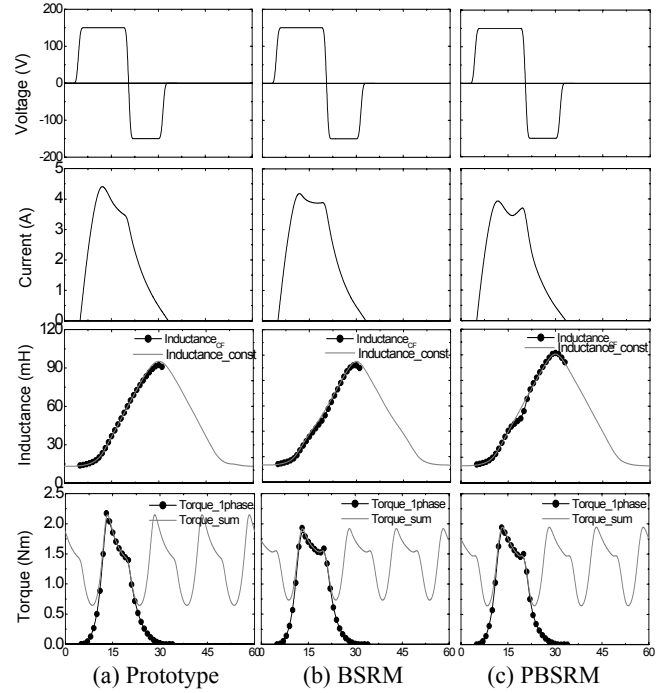 200
100
0
-100
-200
Voltage (V)
5
4
3
2
1
0
Current (A)
120
90
60
30
0
Inductance (mH)
Inductance_CF
Inductance_const
Inductance_CF
Inductance_const
Inductance_CF
Inductance_const
2.5
2.0
1.5
1.0
0.5
0.0
Torque (Nm)
Torque_1phase
Torque_sum
Torque_1phase
Torque_sum
Torque_1phase
Torque_sum
0 15 30 45 60
0 15 30 45 60
0 15 30 45 60
(a) Prototype (b) BSRM (c) PBSRM